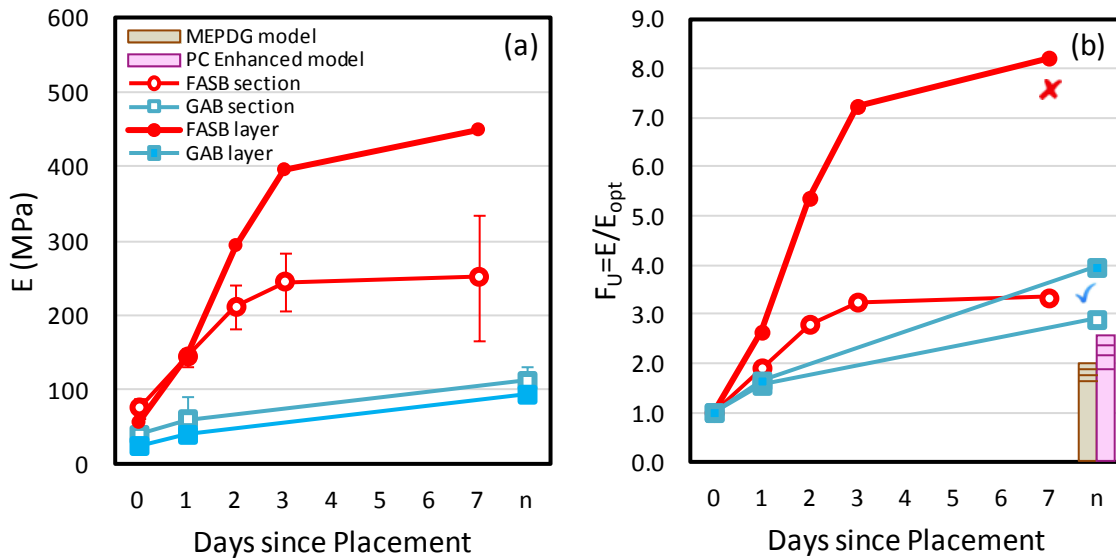 (a)
600
500
400
300
200
100
0
E (MPa)
MEPDG model
PC Enhanced model
FASB section
GAB section
FASB layer
GAB layer
0 1 2 3 4 5 6 7 n
Days since Placement
(b)
9.0
8.0
7.0
6.0
5.0
4.0
3.0
2.0
1.0
0.0
F_U=E/E_opt
0 1 2 3 4 5 6 7 n
Days since Placement